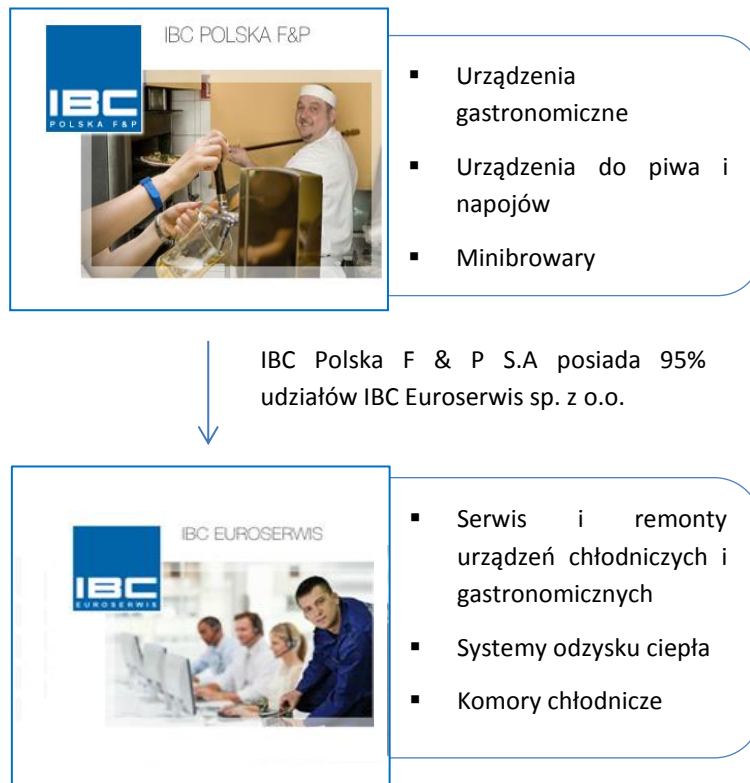 IBC POLSKA F&P
IBC
POLSKA F&P
▪ Urządzenia
gastronomiczne
▪ Urządzenia do piwa i
napojów
▪ Minibrowary
IBC Polska F & P S.A posiada 95%
udziałów IBC Euroserwis sp. z o.o.
IBC EUROSERWIS
IBC
EUROSERWIS
▪ Serwis i remonty
urządzeń chłodniczych i
gastronomicznych
▪ Systemy odzysku ciepła
▪ Komory chłodnicze